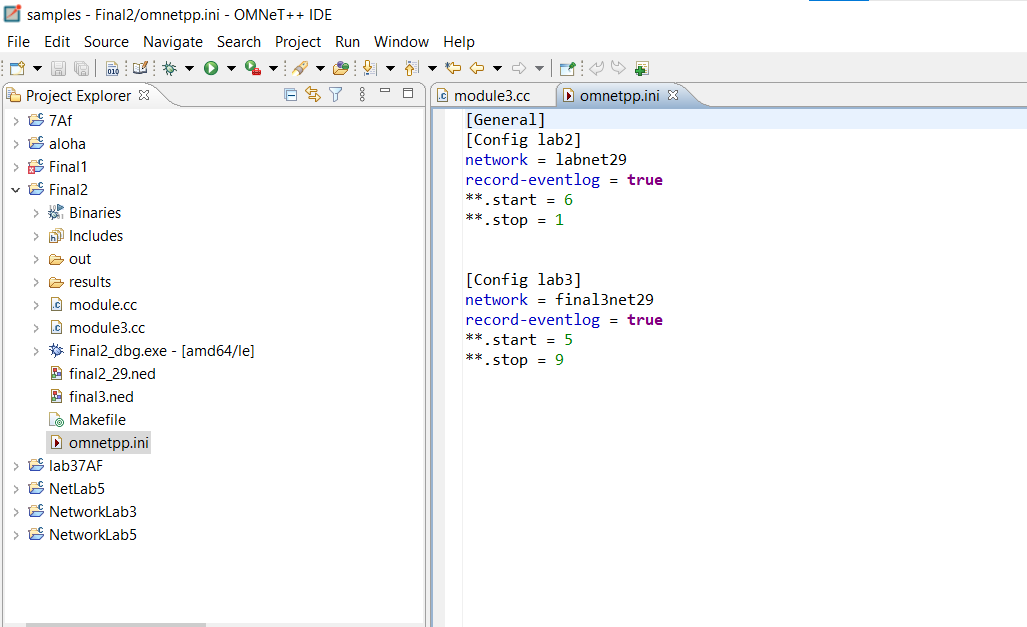 samples - Final2/omnetpp.ini - OMNeT++ IDE
File Edit Source Navigate Search Project Run Window Help
010
Project Explorer
7Af
aloha
Final1
Final2
Binaries
Includes
out
results
module.cc
module3.cc
Final2_dbg.exe - [amd64/le]
final2_29.ned
final3.ned
Makefile
omnetpp.ini
lab37AF
NetLab5
NetworkLab3
NetworkLab5
module3.cc omnetpp.ini
[General]
[Config lab2]
network = labnet29
record-eventlog = true
**.start = 6
**.stop = 1
[Config lab3]
network = final3net29
record-eventlog = true
**.start = 5
**.stop = 9